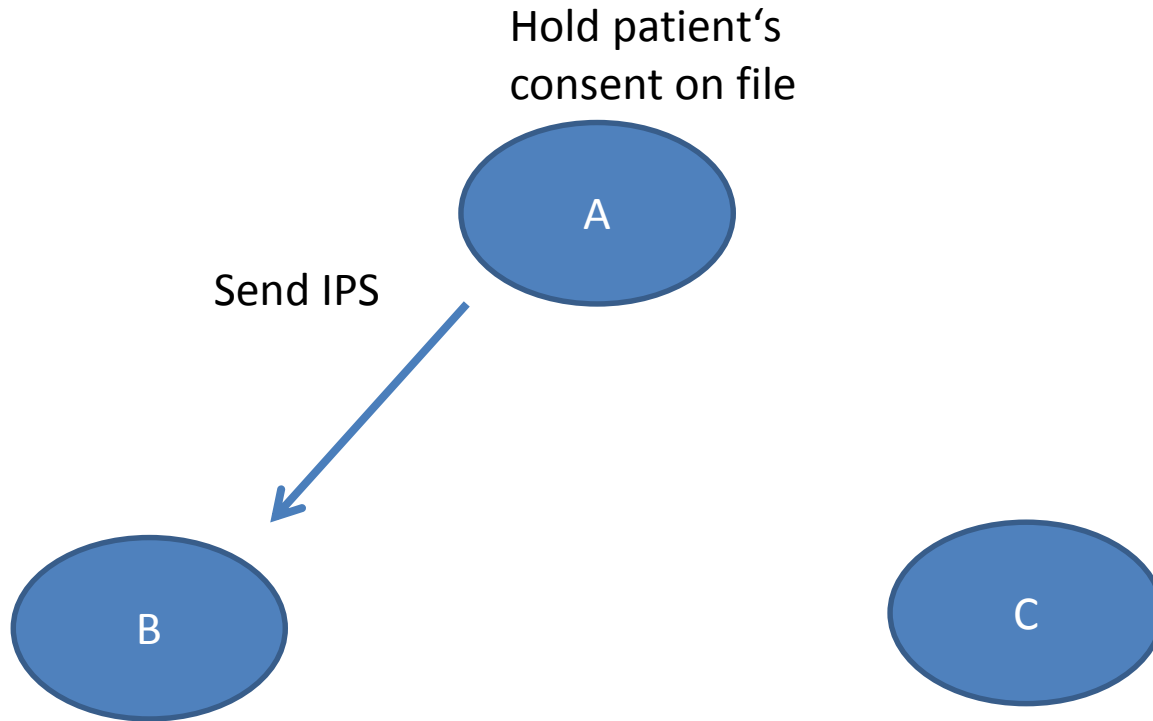 Hold patient‘s
consent on file
A
Send IPS
B
C